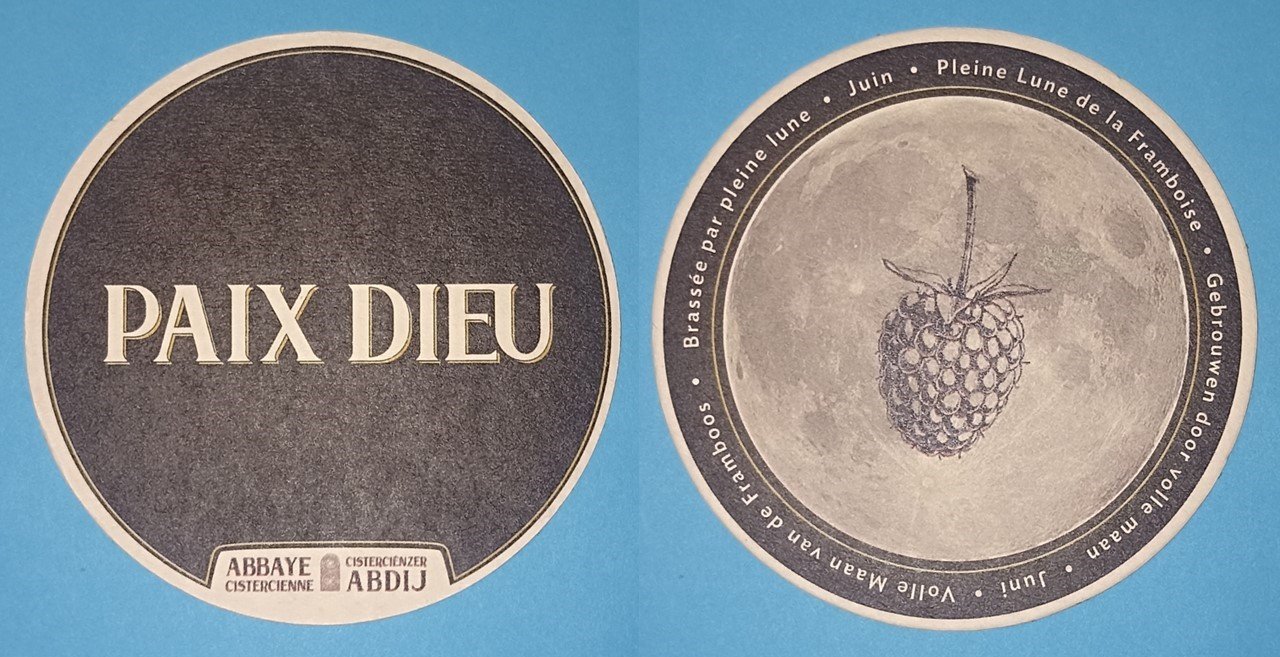 PAIX DIEU
ABBAYE
CISTERCIENNE
CISTERCIËNZER
ABDIJ
Brassée par pleine lune • Juin • Pleine Lune de la Framboise • Gebrouwen door volle maan • Juni • Volle Maan van de Framboos •